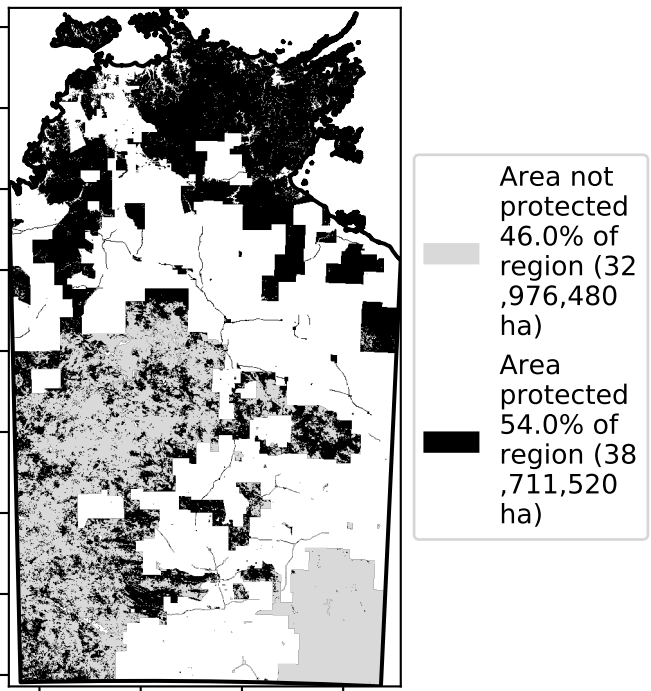 Area not
protected
46.0% of
region (32
,976,480
ha)
Area
protected
54.0% of
region (38
,711,520
ha)